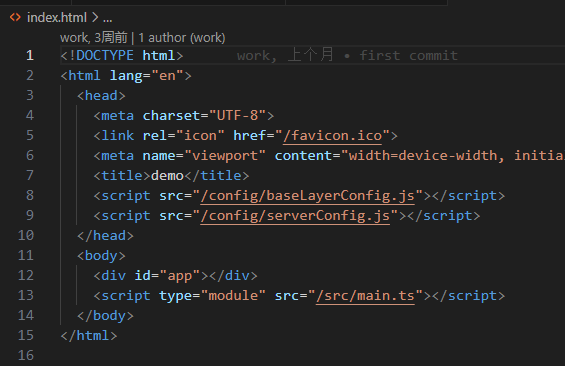 index.html > ...
work, 3周前 | 1 author (work)
1 <!DOCTYPE html> work, 上个月 • first commit
2 <html lang="en">
3 <head>
4 <meta charset="UTF-8">
5 <link rel="icon" href="/favicon.ico">
6 <meta name="viewport" content="width=device-width, initia
7 <title>demo</title>
8 <script src="/config/baseLayerConfig.js"></script>
9 <script src="/config/serverConfig.js"></script>
10 </head>
11 <body>
12 <div id="app"></div>
13 <script type="module" src="/src/main.ts"></script>
14 </body>
15 </html>
16